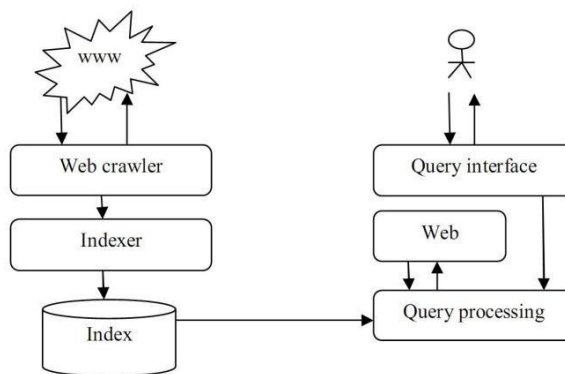 WWW
Web crawler
Indexer
Index
Query interface
Web
Query processing